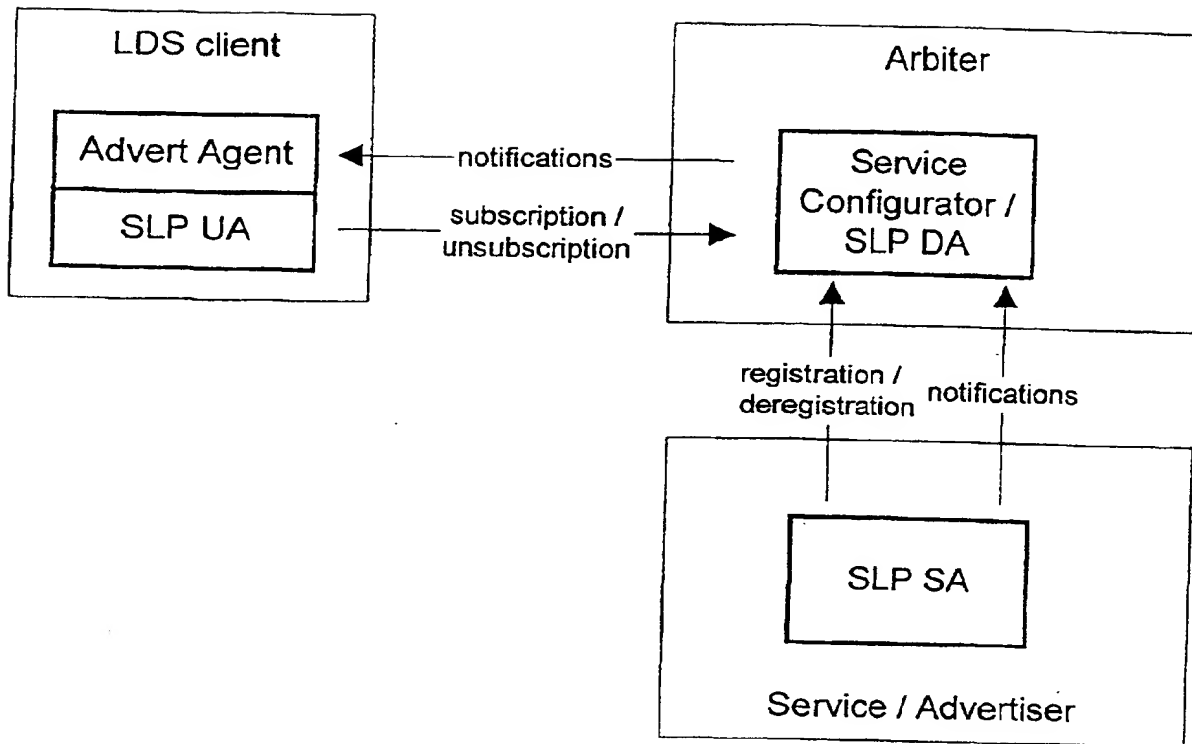 LDS client
Advert Agent
SLP UA
notifications
subscription /
unsubscription
Arbiter
Service
Configurator /
SLP DA
registration /
deregistration
notifications
SLP SA
Service / Advertiser